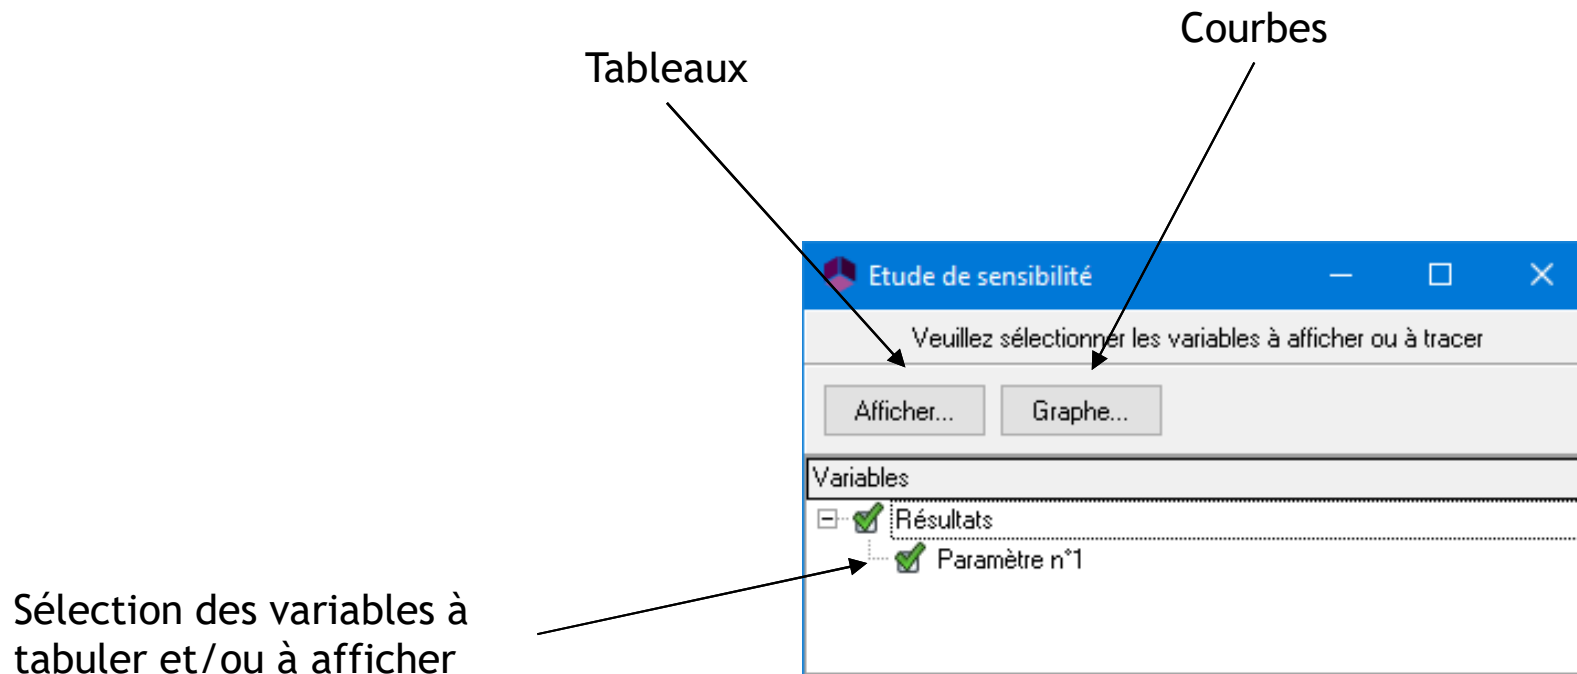 Courbes
Tableaux
Etude de sensibilité
Veuillez sélectionner les variables à afficher ou à tracer
Afficher... Graphe...
Variables
Résultats
Paramètre n°1
Sélection des variables à
tabuler et/ou à afficher